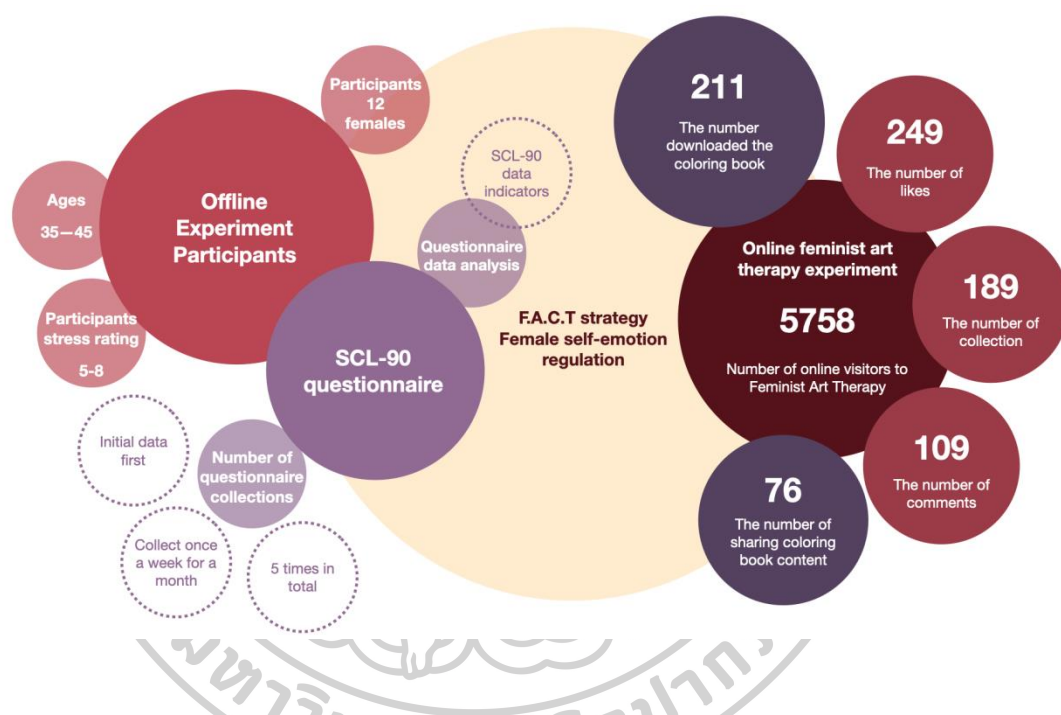 Participants
12
females
Ages
35—45
Offline
Experiment
Participants
Participants
stress rating
5-8
SCL-90
questionnaire
Initial data
first
Number of
questionnaire
collections
Collect once
a week for a
month
5 times in
total
SCL-90
data
indicators
Questionnaire
data analysis
F.A.C.T strategy
Female self-emotion
regulation
211
The number
downloaded the
coloring book
249
The number of
likes
Online feminist art
therapy experiment
5758
Number of online visitors to
Feminist Art Therapy
189
The number of
collection
109
The number of
comments
76
The number of
sharing coloring
book content